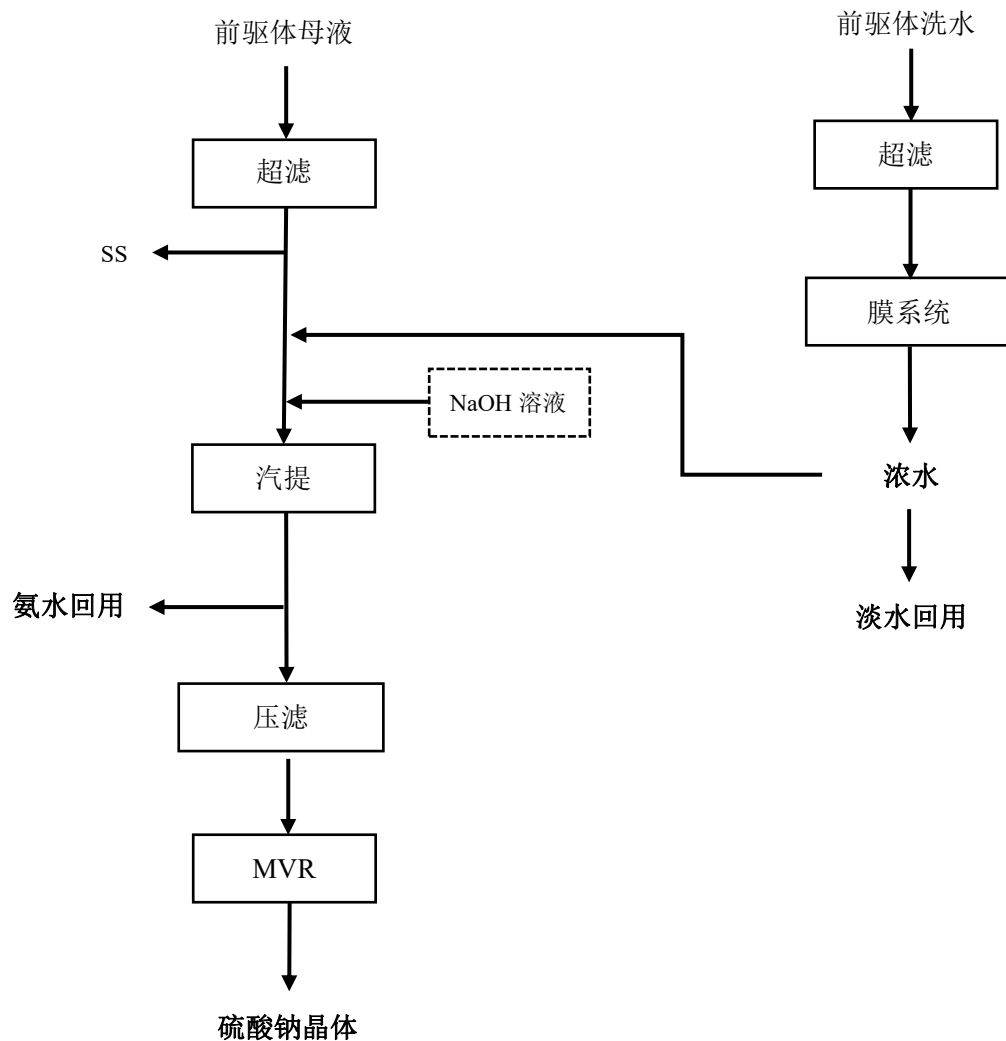 前驱体母液
前驱体洗水
超滤
超滤
SS
膜系统
NaOH 溶液
汽提
浓水
氨水回用
淡水回用
压滤
MVR
硫酸钠晶体